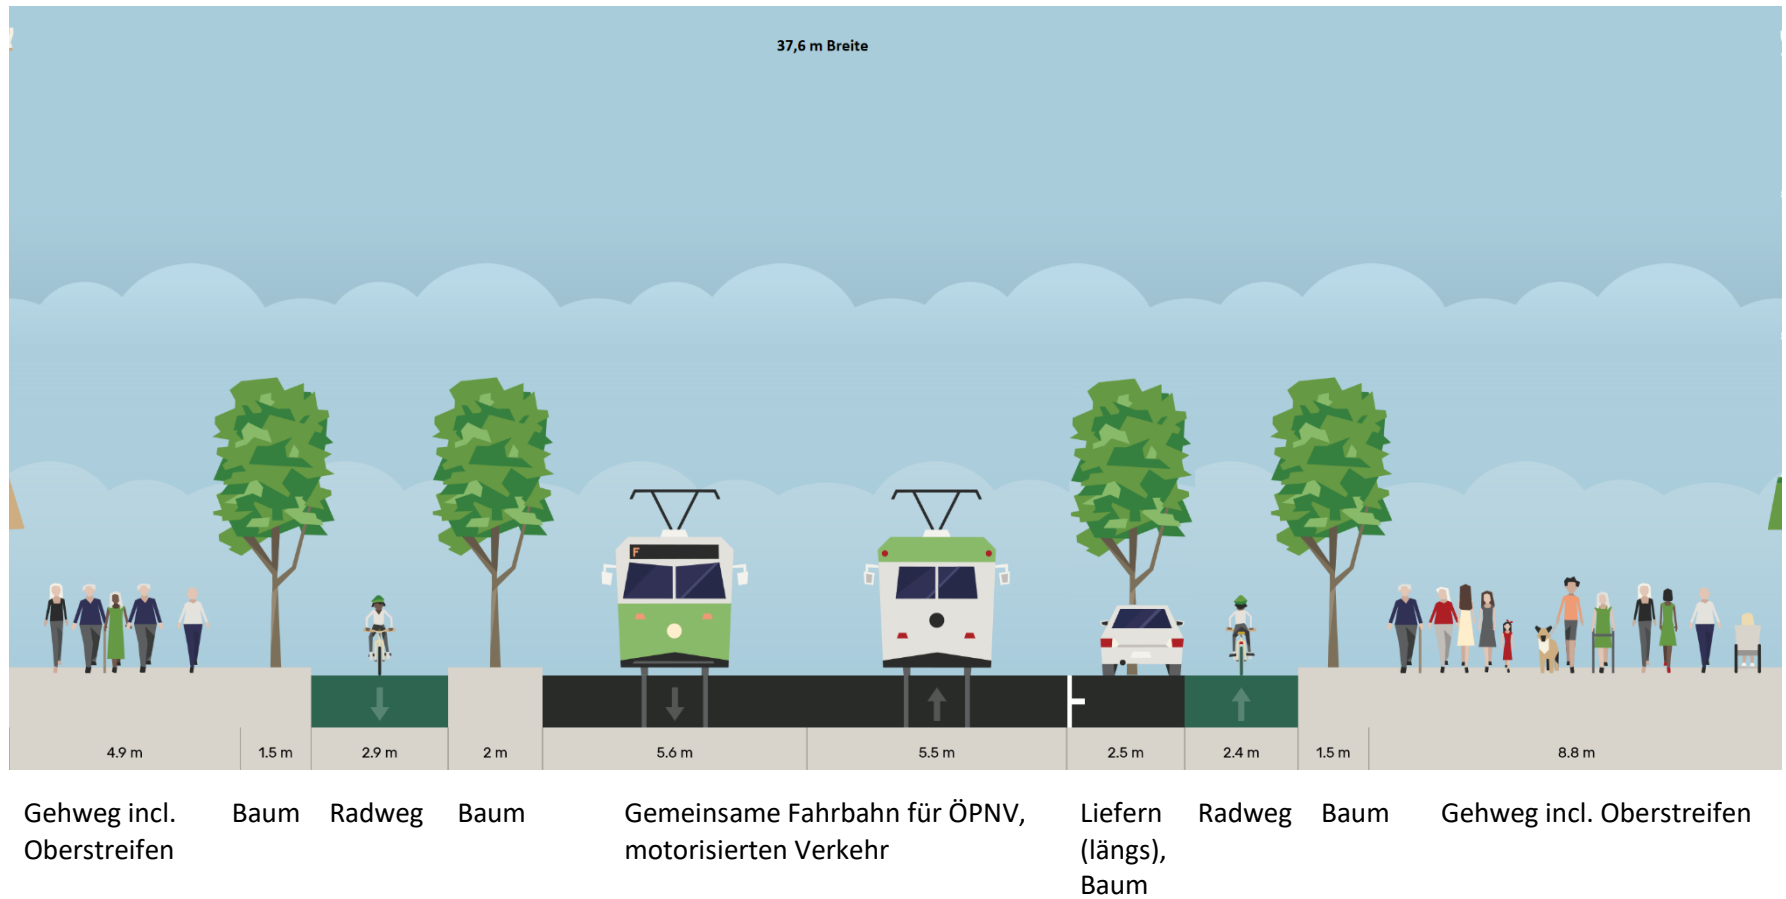 37,6 m Breite
F
4.9 m
1.5 m
2.9 m
2 m
5.6 m
5.5 m
2.5 m
2.4 m
1.5 m
8.8 m
Gehweg incl.
Oberstreifen
Baum
Radweg
Baum
Gemeinsame Fahrbahn für ÖPNV,
motorisierten Verkehr
Liefern
(längs),
Baum
Radweg
Baum
Gehweg incl. Oberstreifen